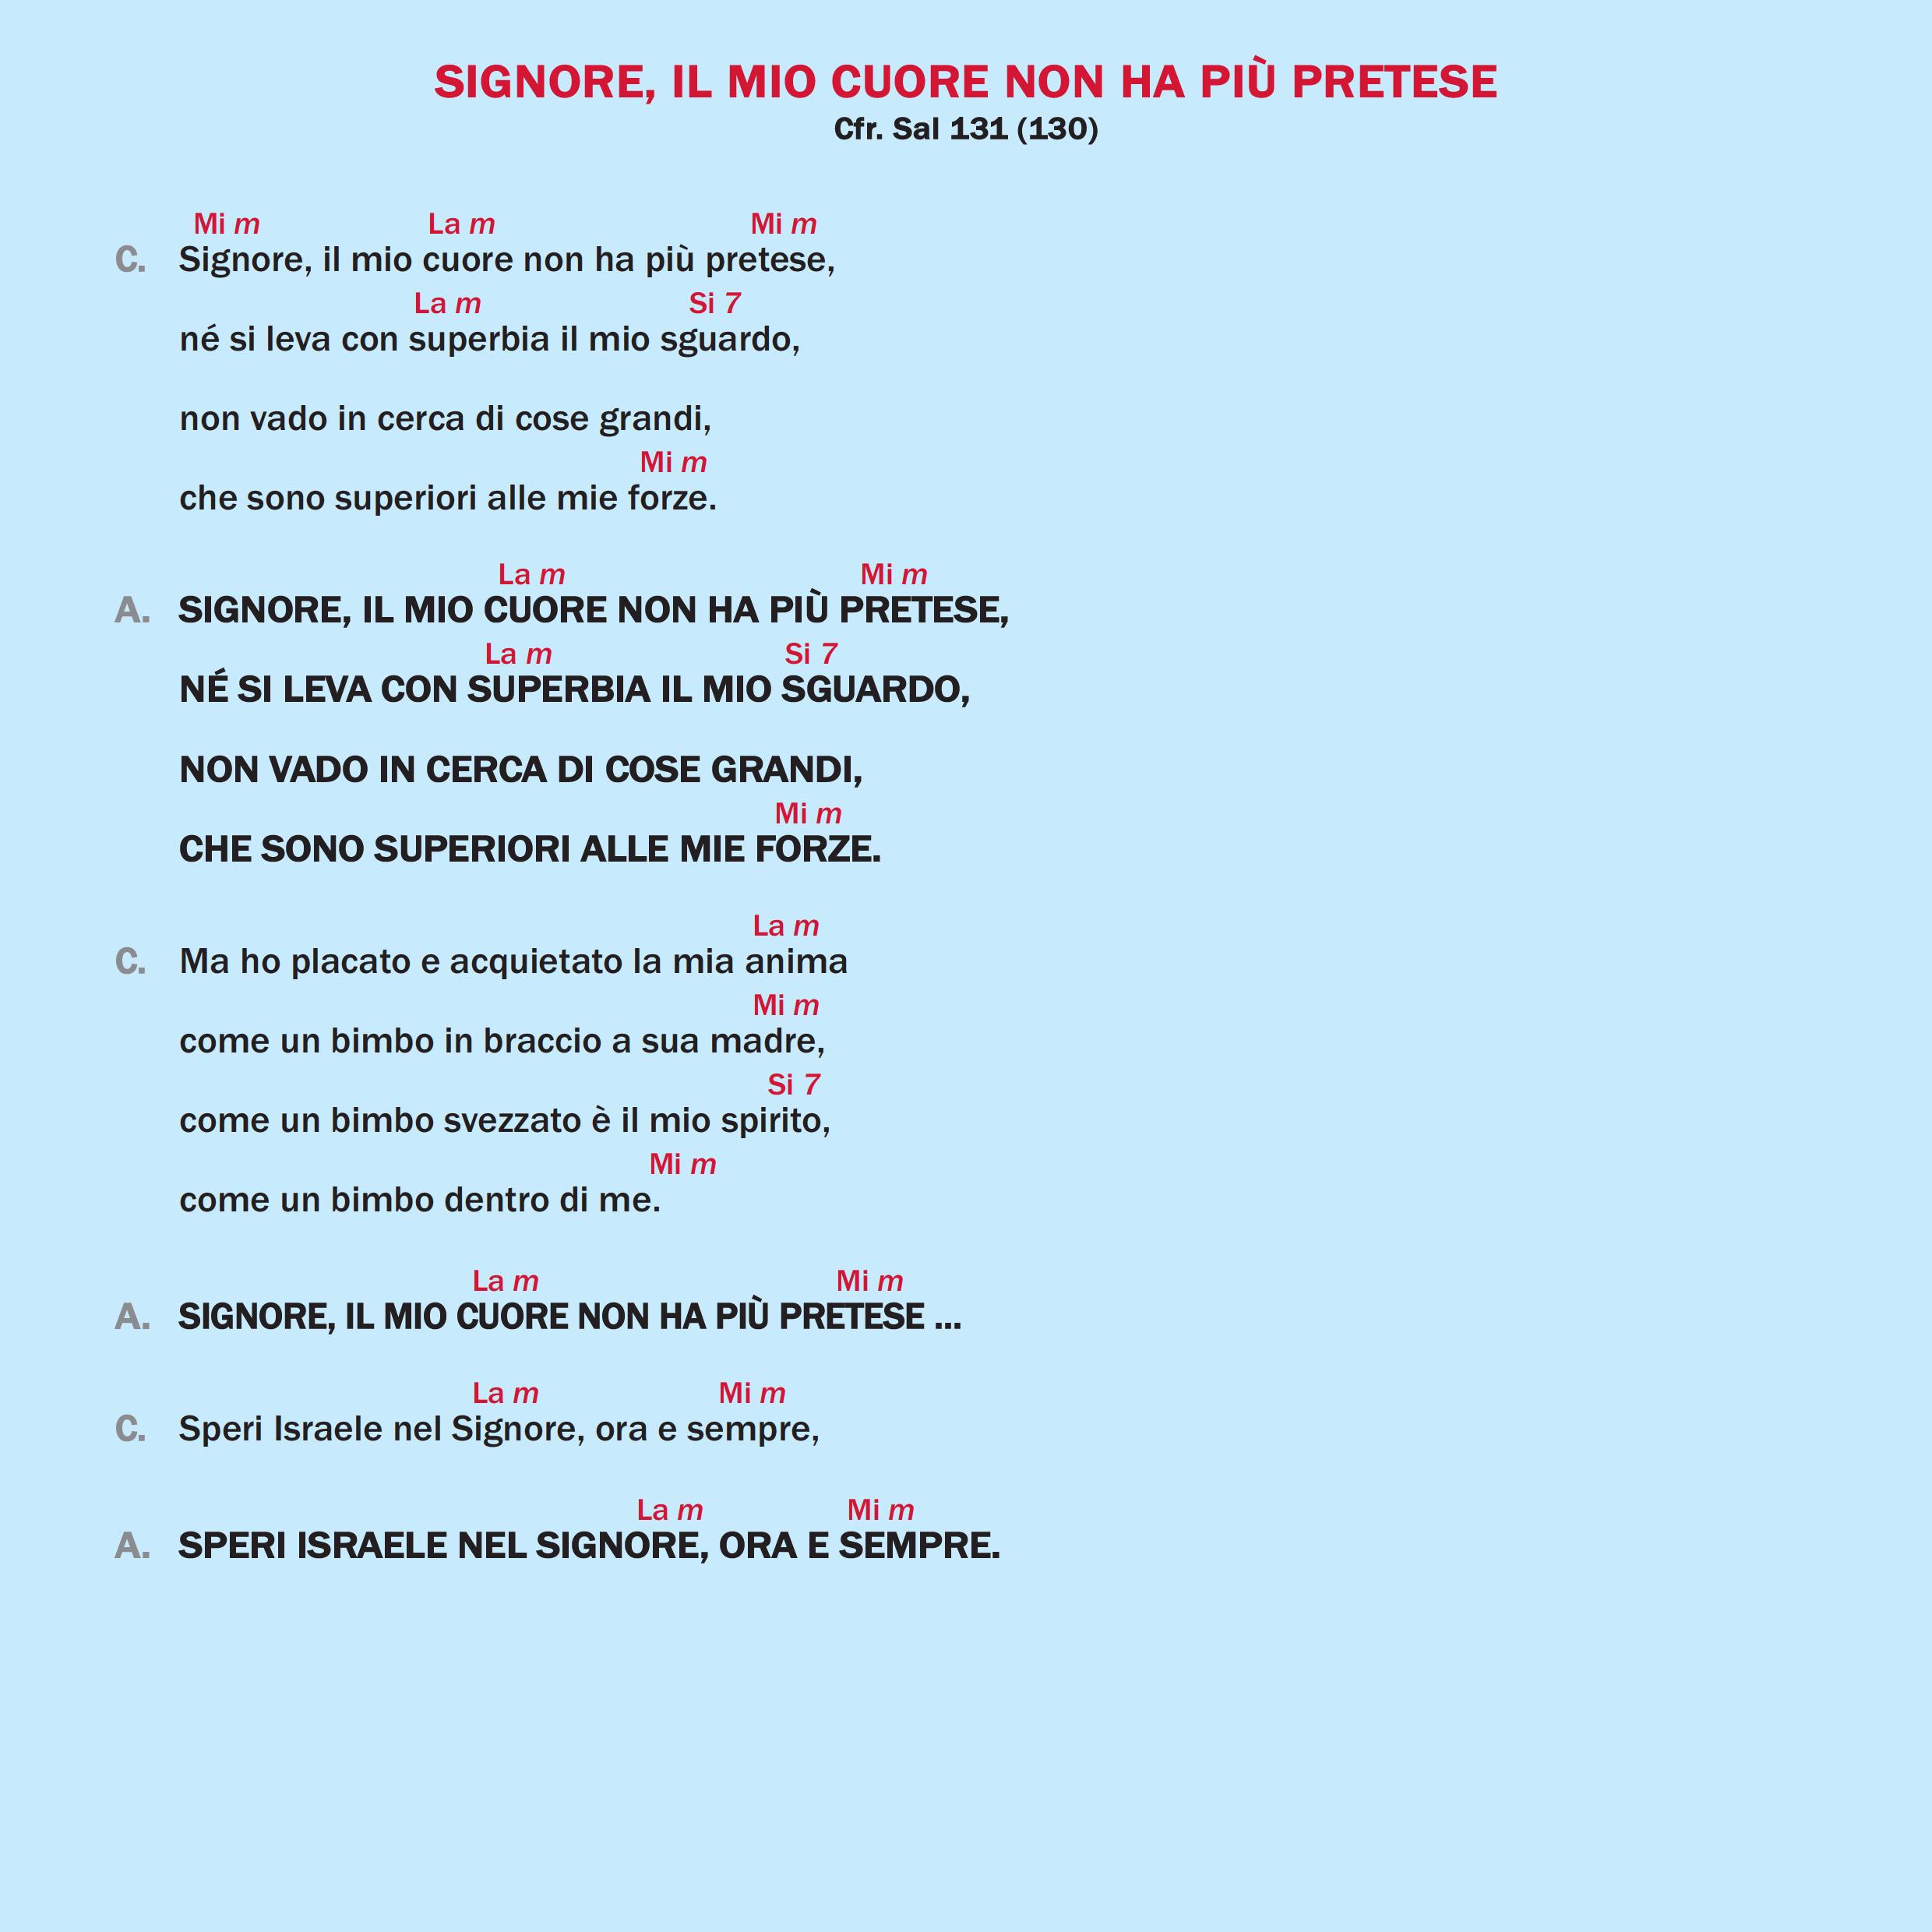 SIGNORE, IL MIO CUORE NON HA PIÙ PRETESE
Cfr. Sal 131 (130)
Mi m La m Mi m
C. Signore, il mio cuore non ha più pretese,
La m Si 7
né si leva con superbia il mio sguardo,
non vado in cerca di cose grandi,
Mi m
che sono superiori alle mie forze.
La m Mi m
A. SIGNORE, IL MIO CUORE NON HA PIÙ PRETESE,
La m Si 7
NÉ SI LEVA CON SUPERBIA IL MIO SGUARDO,
NON VADO IN CERCA DI COSE GRANDI,
Mi m
CHE SONO SUPERIORI ALLE MIE FORZE.
La m
C. Ma ho placato e acquietato la mia anima
Mi m
come un bimbo in braccio a sua madre,
Si 7
come un bimbo svezzato è il mio spirito,
Mi m
come un bimbo dentro di me.
La m Mi m
A. SIGNORE, IL MIO CUORE NON HA PIÙ PRETESE ...
La m Mi m
C. Speri Israele nel Signore, ora e sempre,
La m Mi m
A. SPERI ISRAELE NEL SIGNORE, ORA E SEMPRE.